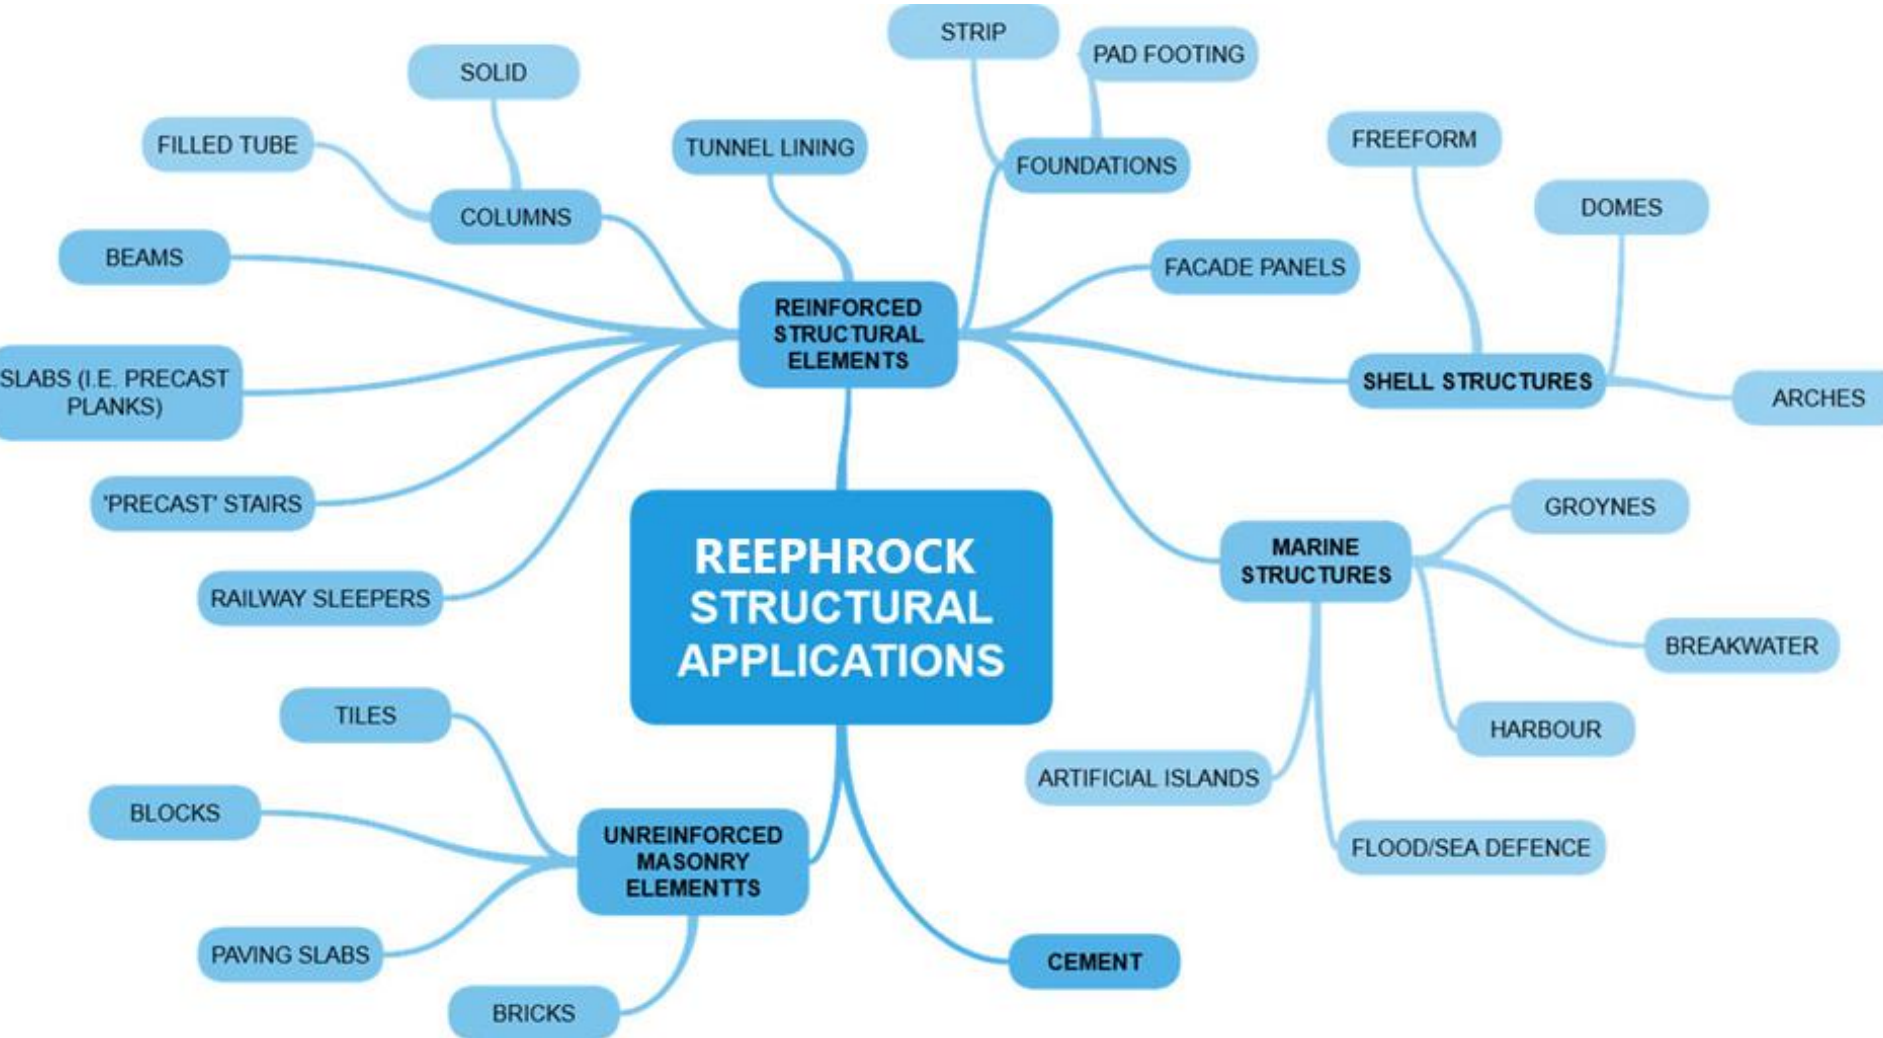 STRIP
PAD FOOTING
SOLID
FILLED TUBE
TUNNEL LINING
FOUNDATIONS
FREEFORM
DOMES
COLUMNS
BEAMS
FACADE PANELS
REINFORCED
STRUCTURAL
ELEMENTS
SLABS (I.E. PRECAST
PLANKS)
SHELL STRUCTURES
ARCHES
'PRECAST' STAIRS
GROYNES
MARINE
STRUCTURES
RAILWAY SLEEPERS
REEPHROCK
STRUCTURAL
APPLICATIONS
BREAKWATER
TILES
HARBOUR
ARTIFICIAL ISLANDS
BLOCKS
UNREINFORCED
MASONRY
ELEMENTTS
FLOOD/SEA DEFENCE
PAVING SLABS
CEMENT
BRICKS